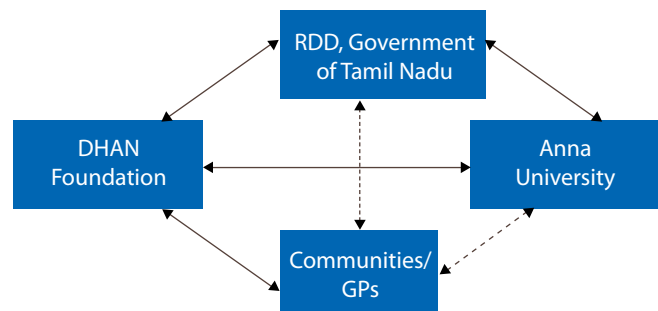 RDD, Government
of Tamil Nadu
DHAN
Foundation
Anna
University
Communities/
GPs